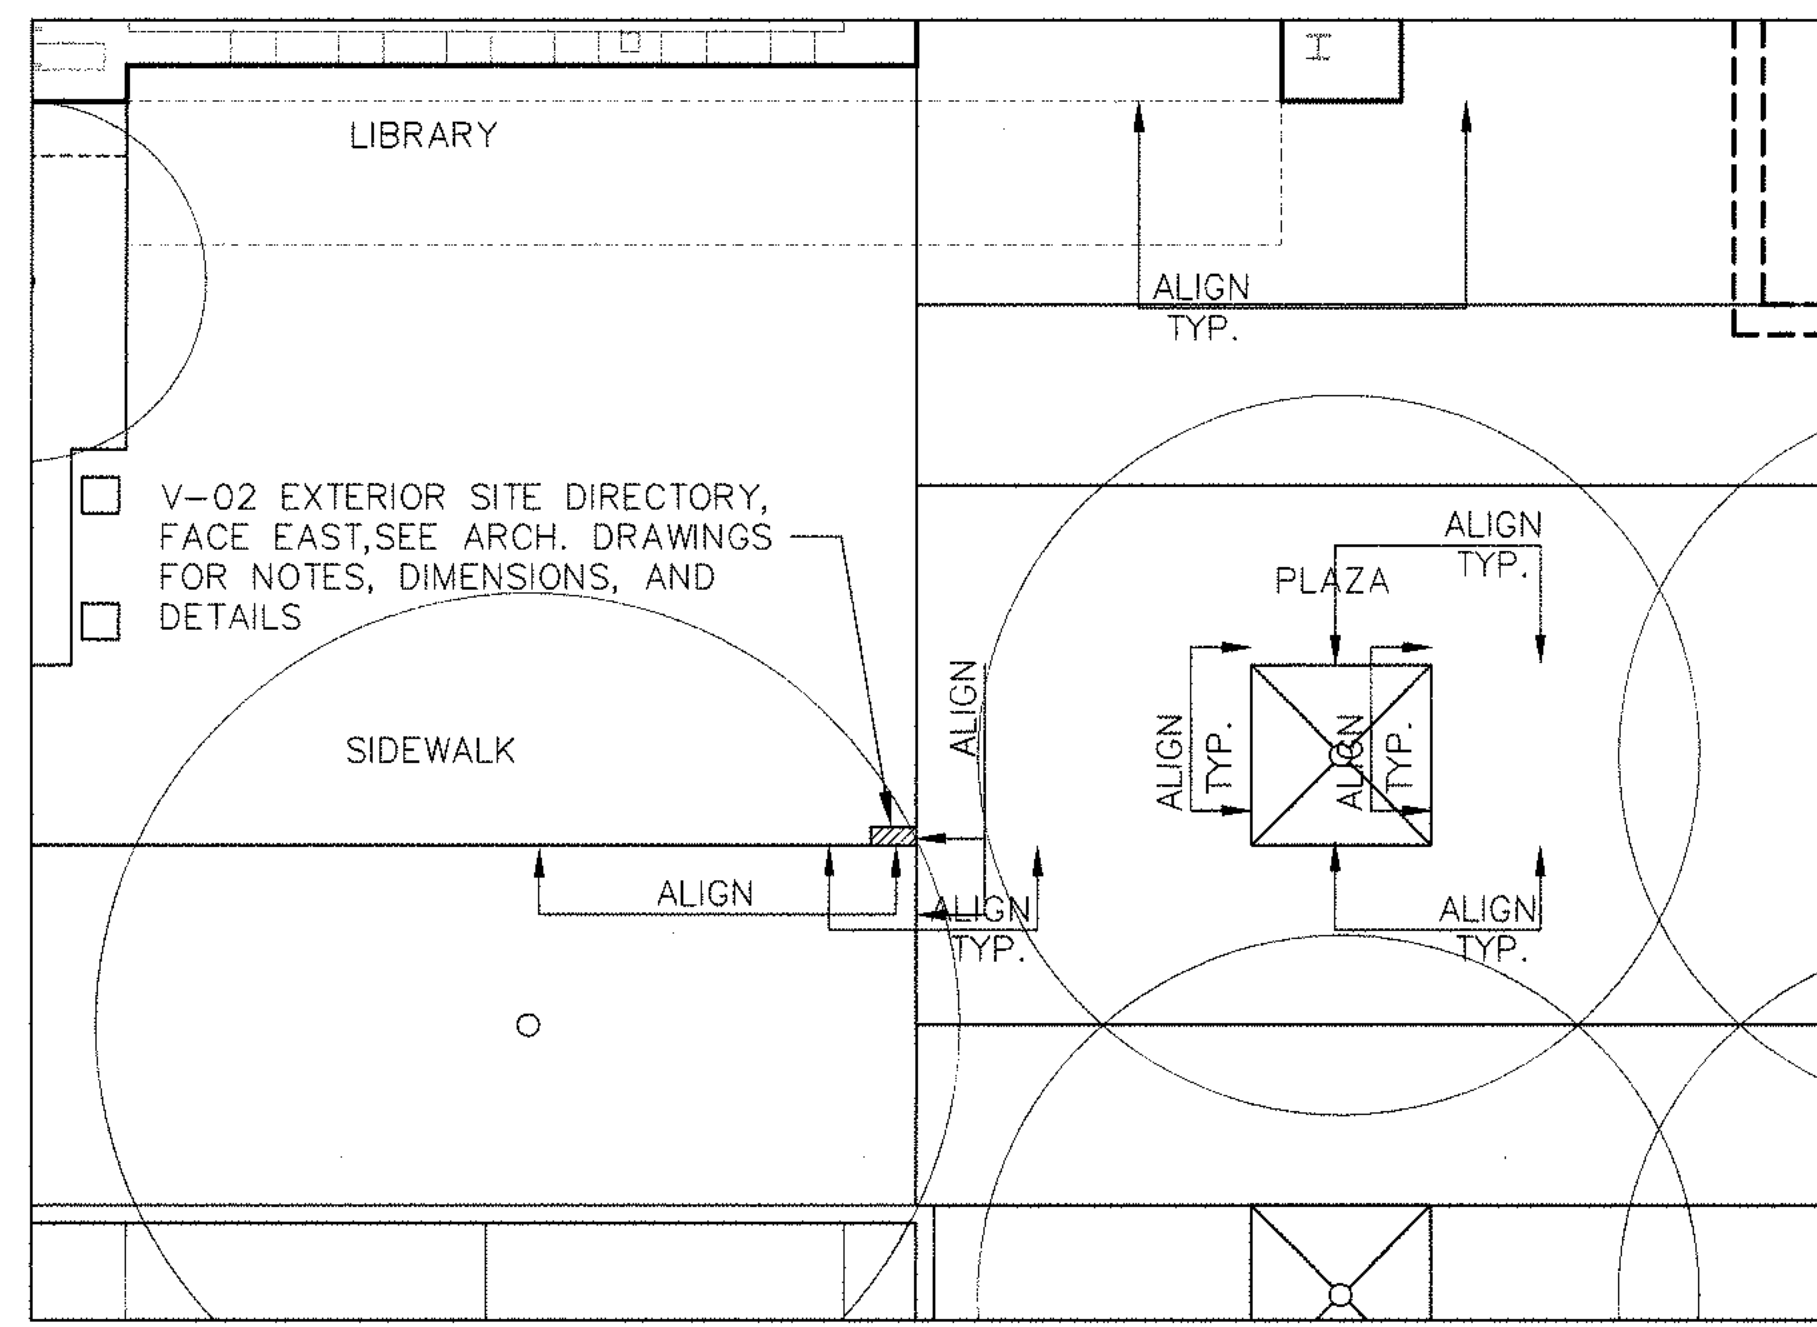 LIBRARY
ALIGN
TYP.
V-02 EXTERIOR SITE DIRECTORY,
FACE EAST,SEE ARCH. DRAWINGS
FOR NOTES, DIMENSIONS, AND
DETAILS
ALIGN
TYP.
PLAZA
SIDEWALK
ALIGN
ALIGN
TYP.
ALIGN
TYP.
ALIGN
ALIGN
TYP.
ALIGN
TYP.